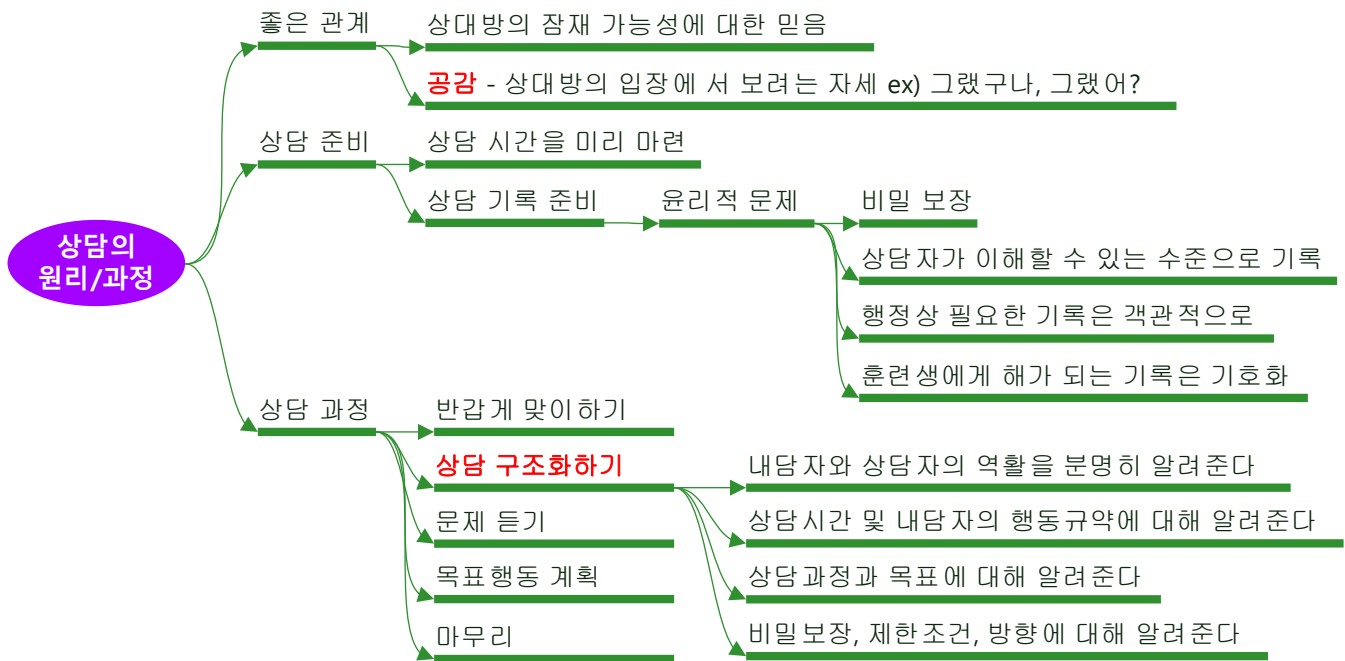 상담의
원리/과정
좋은 관계
상대방의 잠재 가능성에 대한 믿음
공감 - 상대방의 입장에 서 보려는 자세 ex) 그랬구나, 그랬어?
상담 준비
상담 시간을 미리 마련
상담 기록 준비
윤리적 문제
비밀 보장
상담자가 이해할 수 있는 수준으로 기록
행정상 필요한 기록은 객관적으로
훈련생에게 해가 되는 기록은 기호화
상담 과정
반갑게 맞이하기
상담 구조화하기
내담자와 상담자의 역활을 분명히 알려준다
상담시간 및 내담자의 행동규약에 대해 알려준다
상담과정과 목표에 대해 알려준다
비밀보장, 제한조건, 방향에 대해 알려준다
문제 듣기
목표행동 계획
마무리